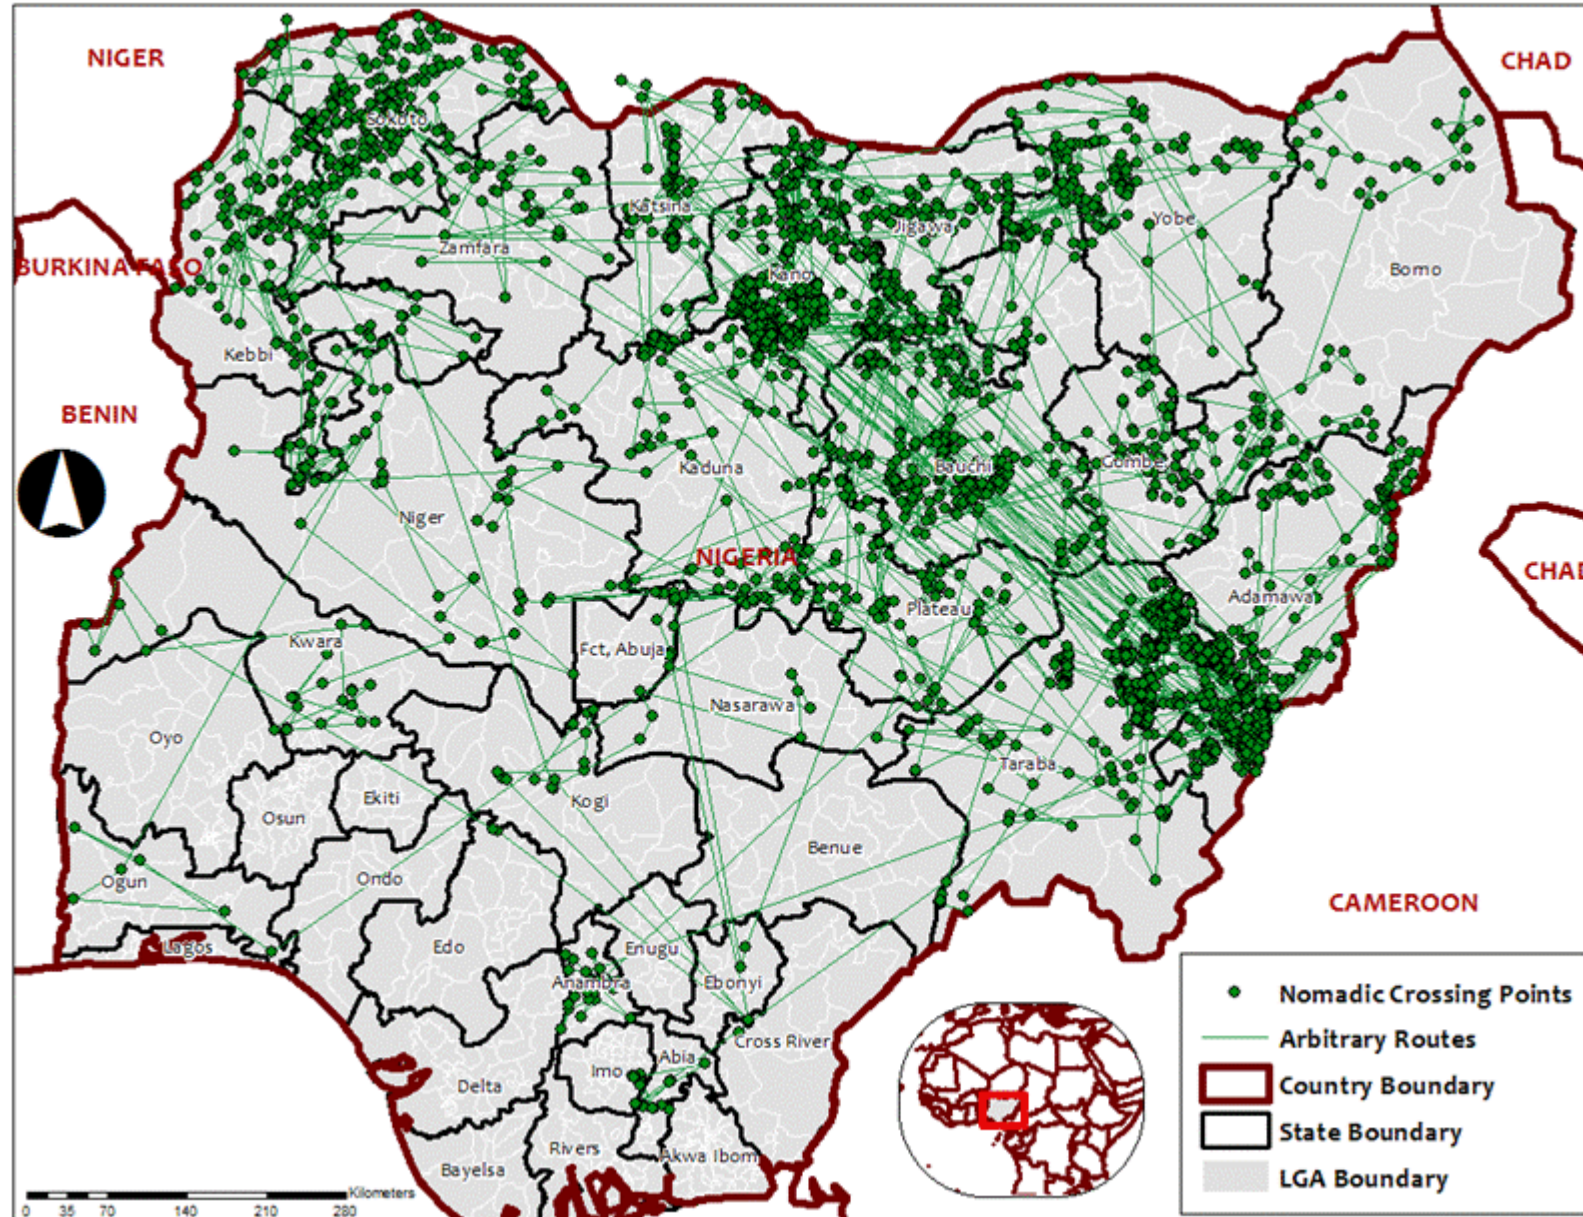 NIGER
CHAD
Sokoto
Katsina
Jigawa
Yobe
Zamfara
BURKINA FASO
Kano
Borno
Kebbi
BENIN
Kaduna
Bauchi
Gombe
Niger
NIGERIA
CHAD
Plateau
Adamawa
Kwara
Fct, Abuja
Nasarawa
Oyo
Taraba
Ekiti
Kogi
Osun
Benue
Ogun
Ondo
CAMEROON
Lagos
Edo
Enugu
Anambra
Ebonyi
Nomadic Crossing Points
Cross River
Arbitrary Routes
Imo
Abia
Delta
Country Boundary
State Boundary
Rivers
Akwa Ibom
Bayelsa
LGA Boundary
Kilometers
0 35 70 140 210 280